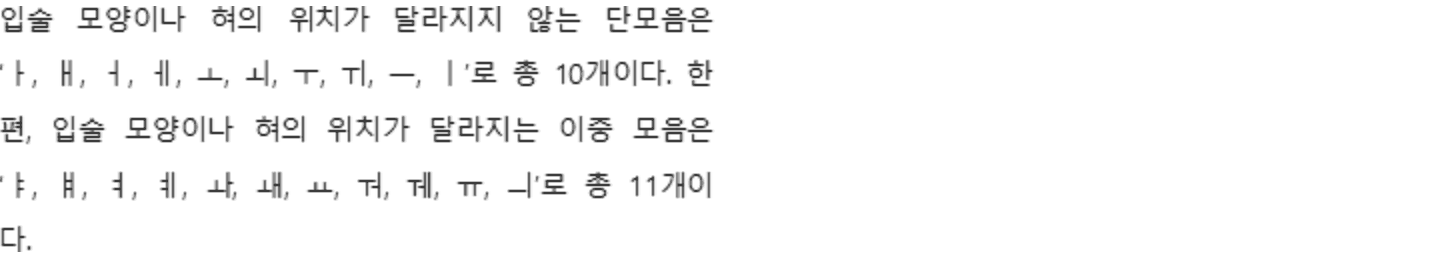 입술 모양이나 혀의 위치가 달라지지 않는 단모음은
‘ㅏ, ㅐ, ㅓ, ㅔ, ㅗ, ㅚ, ㅜ, ㅟ, ㅡ, ㅣ’로 총 10개이다. 한
편, 입술 모양이나 혀의 위치가 달라지는 이중 모음은
‘ㅑ, ㅒ, ㅕ, ㅖ, ㅘ, ㅙ, ㅛ, ㅝ, ㅞ, ㅠ, ㅢ’로 총 11개이
다.